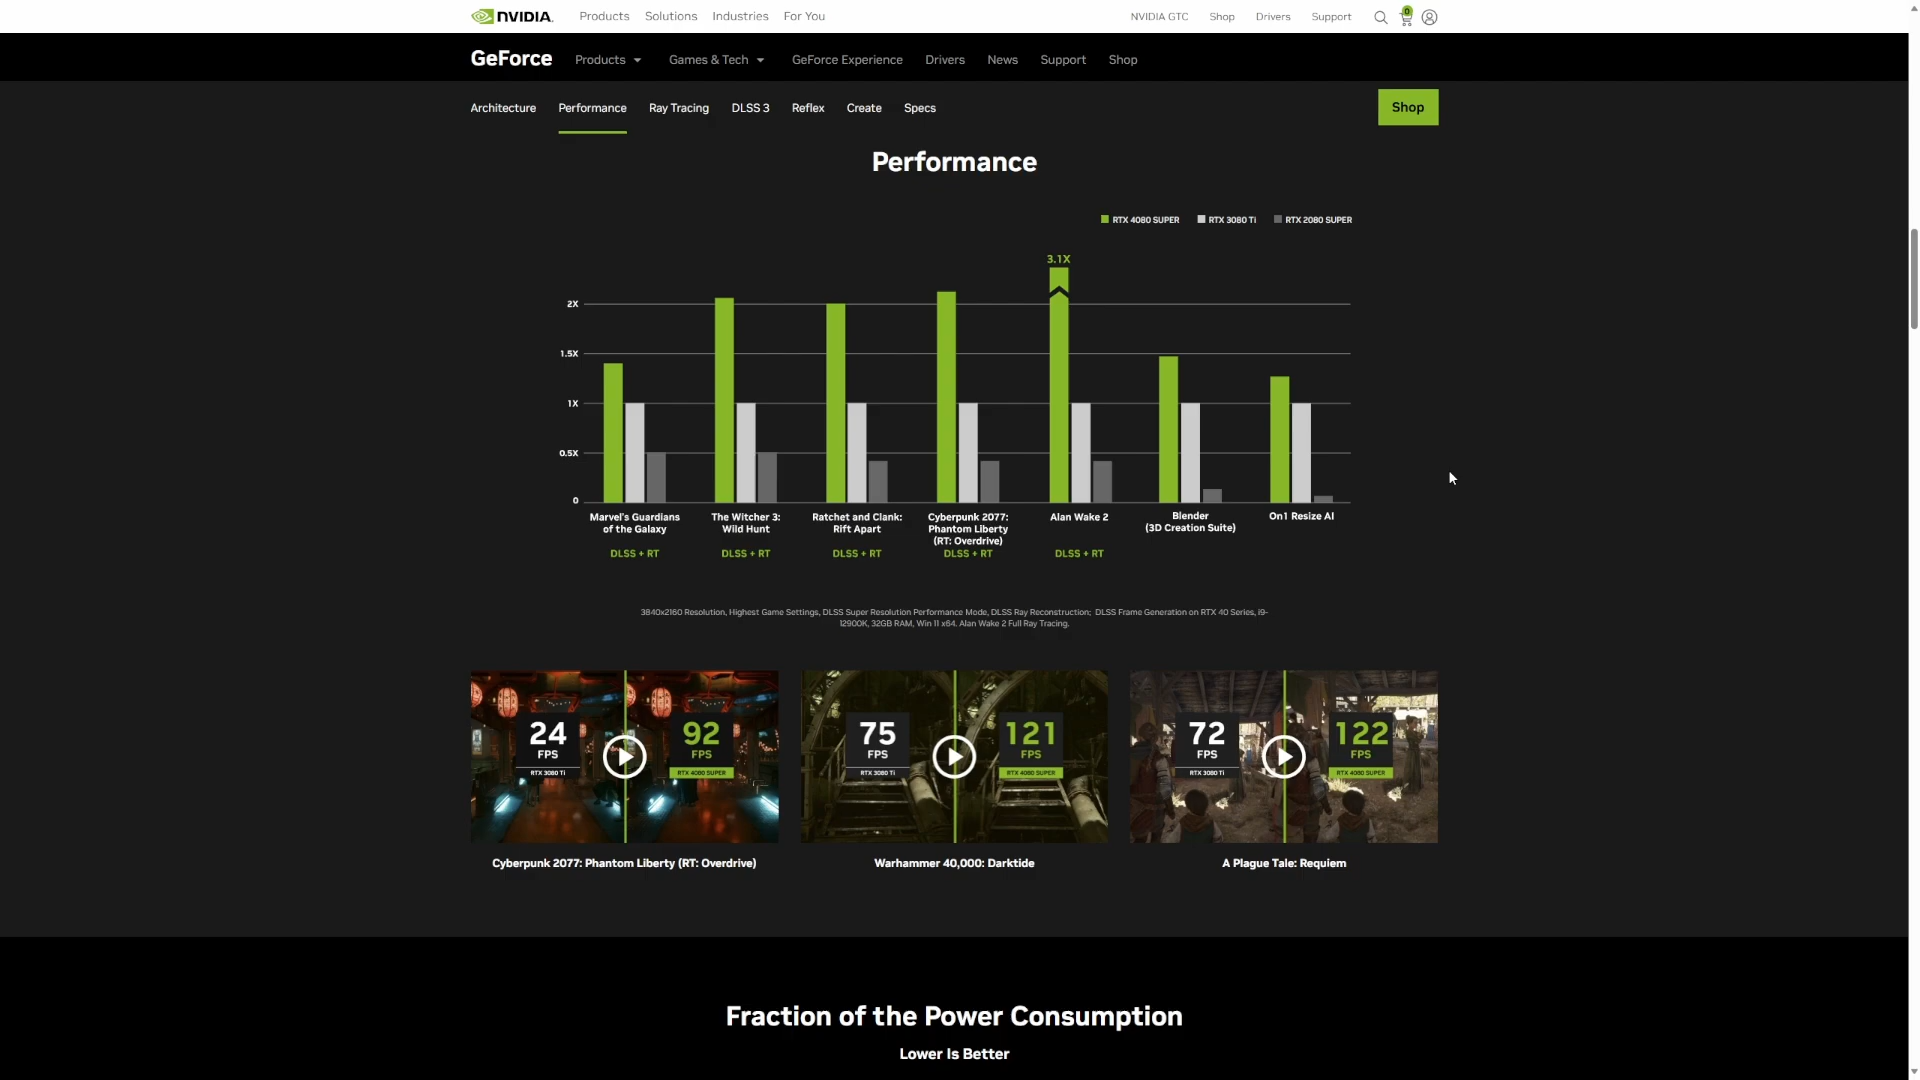 NVIDIA.
Products Solutions Industries For You
NVIDIA GTC Shop Drivers Support
0
GeForce
Products Games & Tech GeForce Experience Drivers News Support Shop
Architecture Performance Ray Tracing DLSS 3 Reflex Create Specs
Shop
Performance
RTX 4080 SUPER RTX 3080 Ti RTX 2080 SUPER
3.1X
2X
1.5X
1X
0.5X
0
Marvel's Guardians
of the Galaxy
DLSS + RT
The Witcher 3:
Wild Hunt
DLSS + RT
Ratchet and Clank:
Rift Apart
DLSS + RT
Cyberpunk 2077:
Phantom Liberty
(RT: Overdrive)
DLSS + RT
Alan Wake 2
DLSS + RT
Blender
(3D Creation Suite)
On1 Resize AI
3840x2160 Resolution, Highest Game Settings, DLSS Super Resolution Performance Mode, DLSS Ray Reconstruction; DLSS Frame Generation on RTX 40 Series, i9-
12900K, 32GB RAM, Win 11 x64. Alan Wake 2 Full Ray Tracing.
24
FPS
RTX 3080 Ti
92
FPS
RTX 4080 SUPER
75
FPS
RTX 3080 Ti
121
FPS
RTX 4080 SUPER
72
FPS
RTX 3080 Ti
122
FPS
RTX 4080 SUPER
Cyberpunk 2077: Phantom Liberty (RT: Overdrive)
Warhammer 40,000: Darktide
A Plague Tale: Requiem
Fraction of the Power Consumption
Lower Is Better